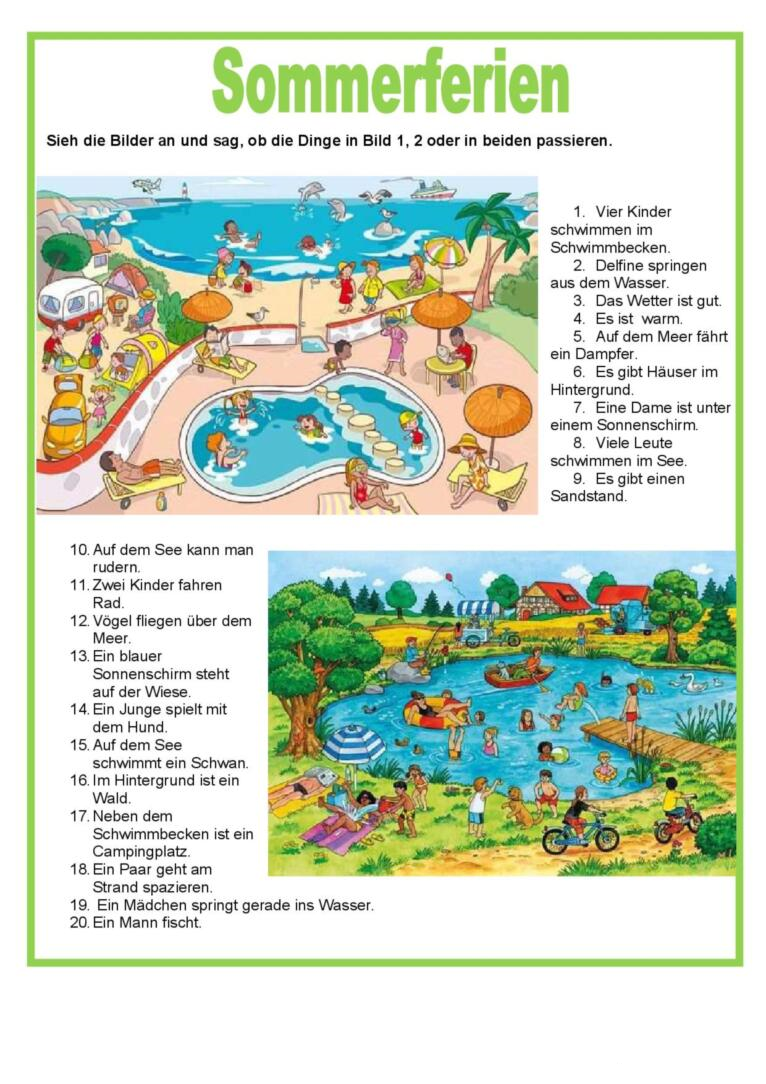 Sommerferien
Sieh die Bilder an und sag, ob die Dinge in Bild 1, 2 oder in beiden passieren.
1. Vier Kinder
schwimmen im
Schwimmbecken.
2. Delfine springen
aus dem Wasser.
3. Das Wetter ist gut.
4. Es ist warm.
5. Auf dem Meer fährt
ein Dampfer.
6. Es gibt Häuser im
Hintergrund.
7. Eine Dame ist unter
einem Sonnenschirm.
8. Viele Leute
schwimmen im See.
9. Es gibt einen
Sandstand.
10. Auf dem See kann man
rudern.
11. Zwei Kinder fahren
Rad.
12. Vögel fliegen über dem
Meer.
13. Ein blauer
Sonnenschirm steht
auf der Wiese.
14. Ein Junge spielt mit
dem Hund.
15. Auf dem See
schwimmt ein Schwan.
16. Im Hintergrund ist ein
Wald.
17. Neben dem
Schwimmbecken ist ein
Campingplatz.
18. Ein Paar geht am
Strand spazieren.
19. Ein Mädchen springt gerade ins Wasser.
20. Ein Mann fischt.